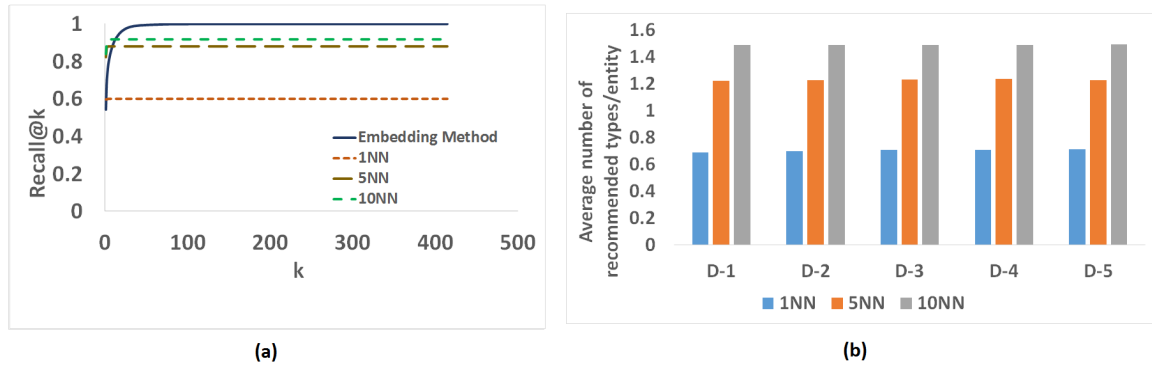 1
0.8
0.6
0.4
0.2
0
Recall@k
Embedding Method
1NN
5NN
10NN
0 100 200 300 400 500
k
(a)
1.6
1.4
1.2
1
0.8
0.6
0.4
0.2
0
Average number of
recommended types/entity
D-1 D-2 D-3 D-4 D-5
1NN 5NN 10NN
(b)